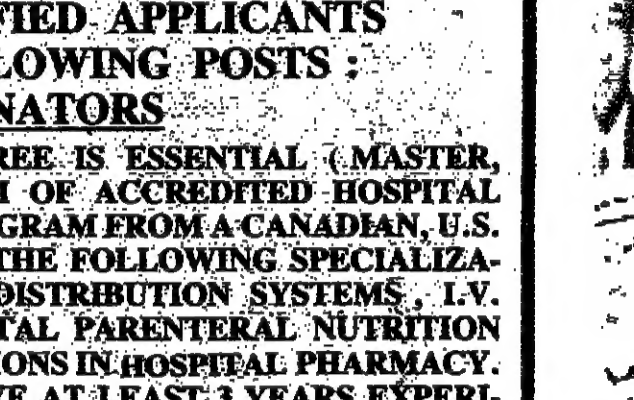 FIED APPLICANTS
LOWING POSTS :
NATORS
REE IS ESSENTIAL ( MASTER,
OF ACCREDITED HOSPITAL
GRAM FROM A CANADIAN, U.S.
THE FOLLOWING SPECIALIZA-
DISTRIBUTION SYSTEMS , I.V.
TAL PARENTERAL NUTRITION
ONS IN HOSPITAL PHARMACY.
VE AT LEAST 3 YEARS EXPERI-